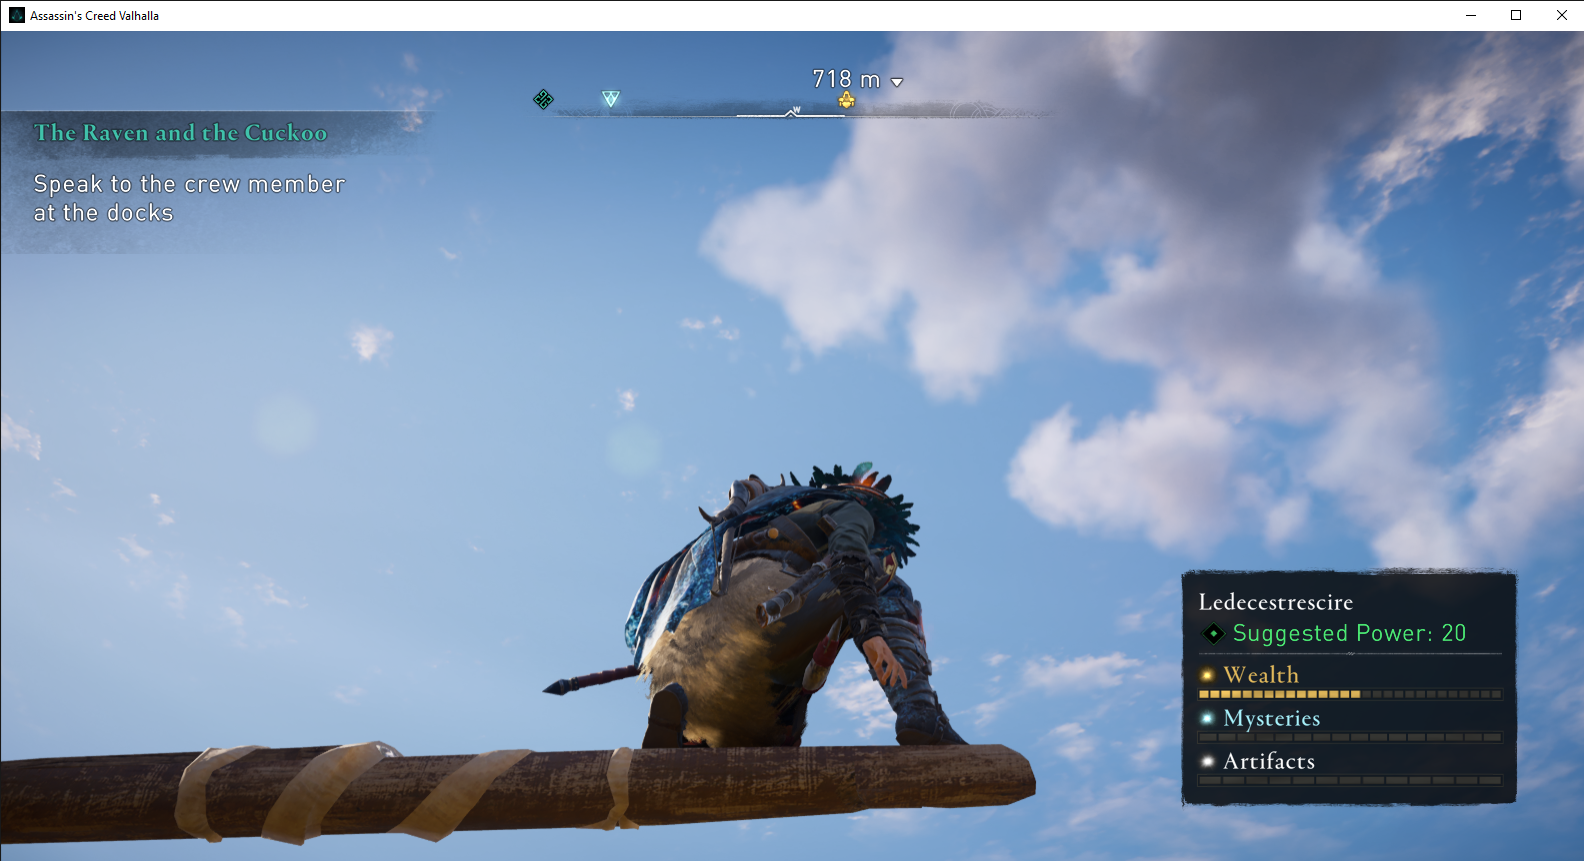 Assassin's Creed Valhalla
718 m
W
The Raven and the Cuckoo
Speak to the crew member
at the docks
Ledecestrescire
Suggested Power: 20
Wealth
Mysteries
Artifacts